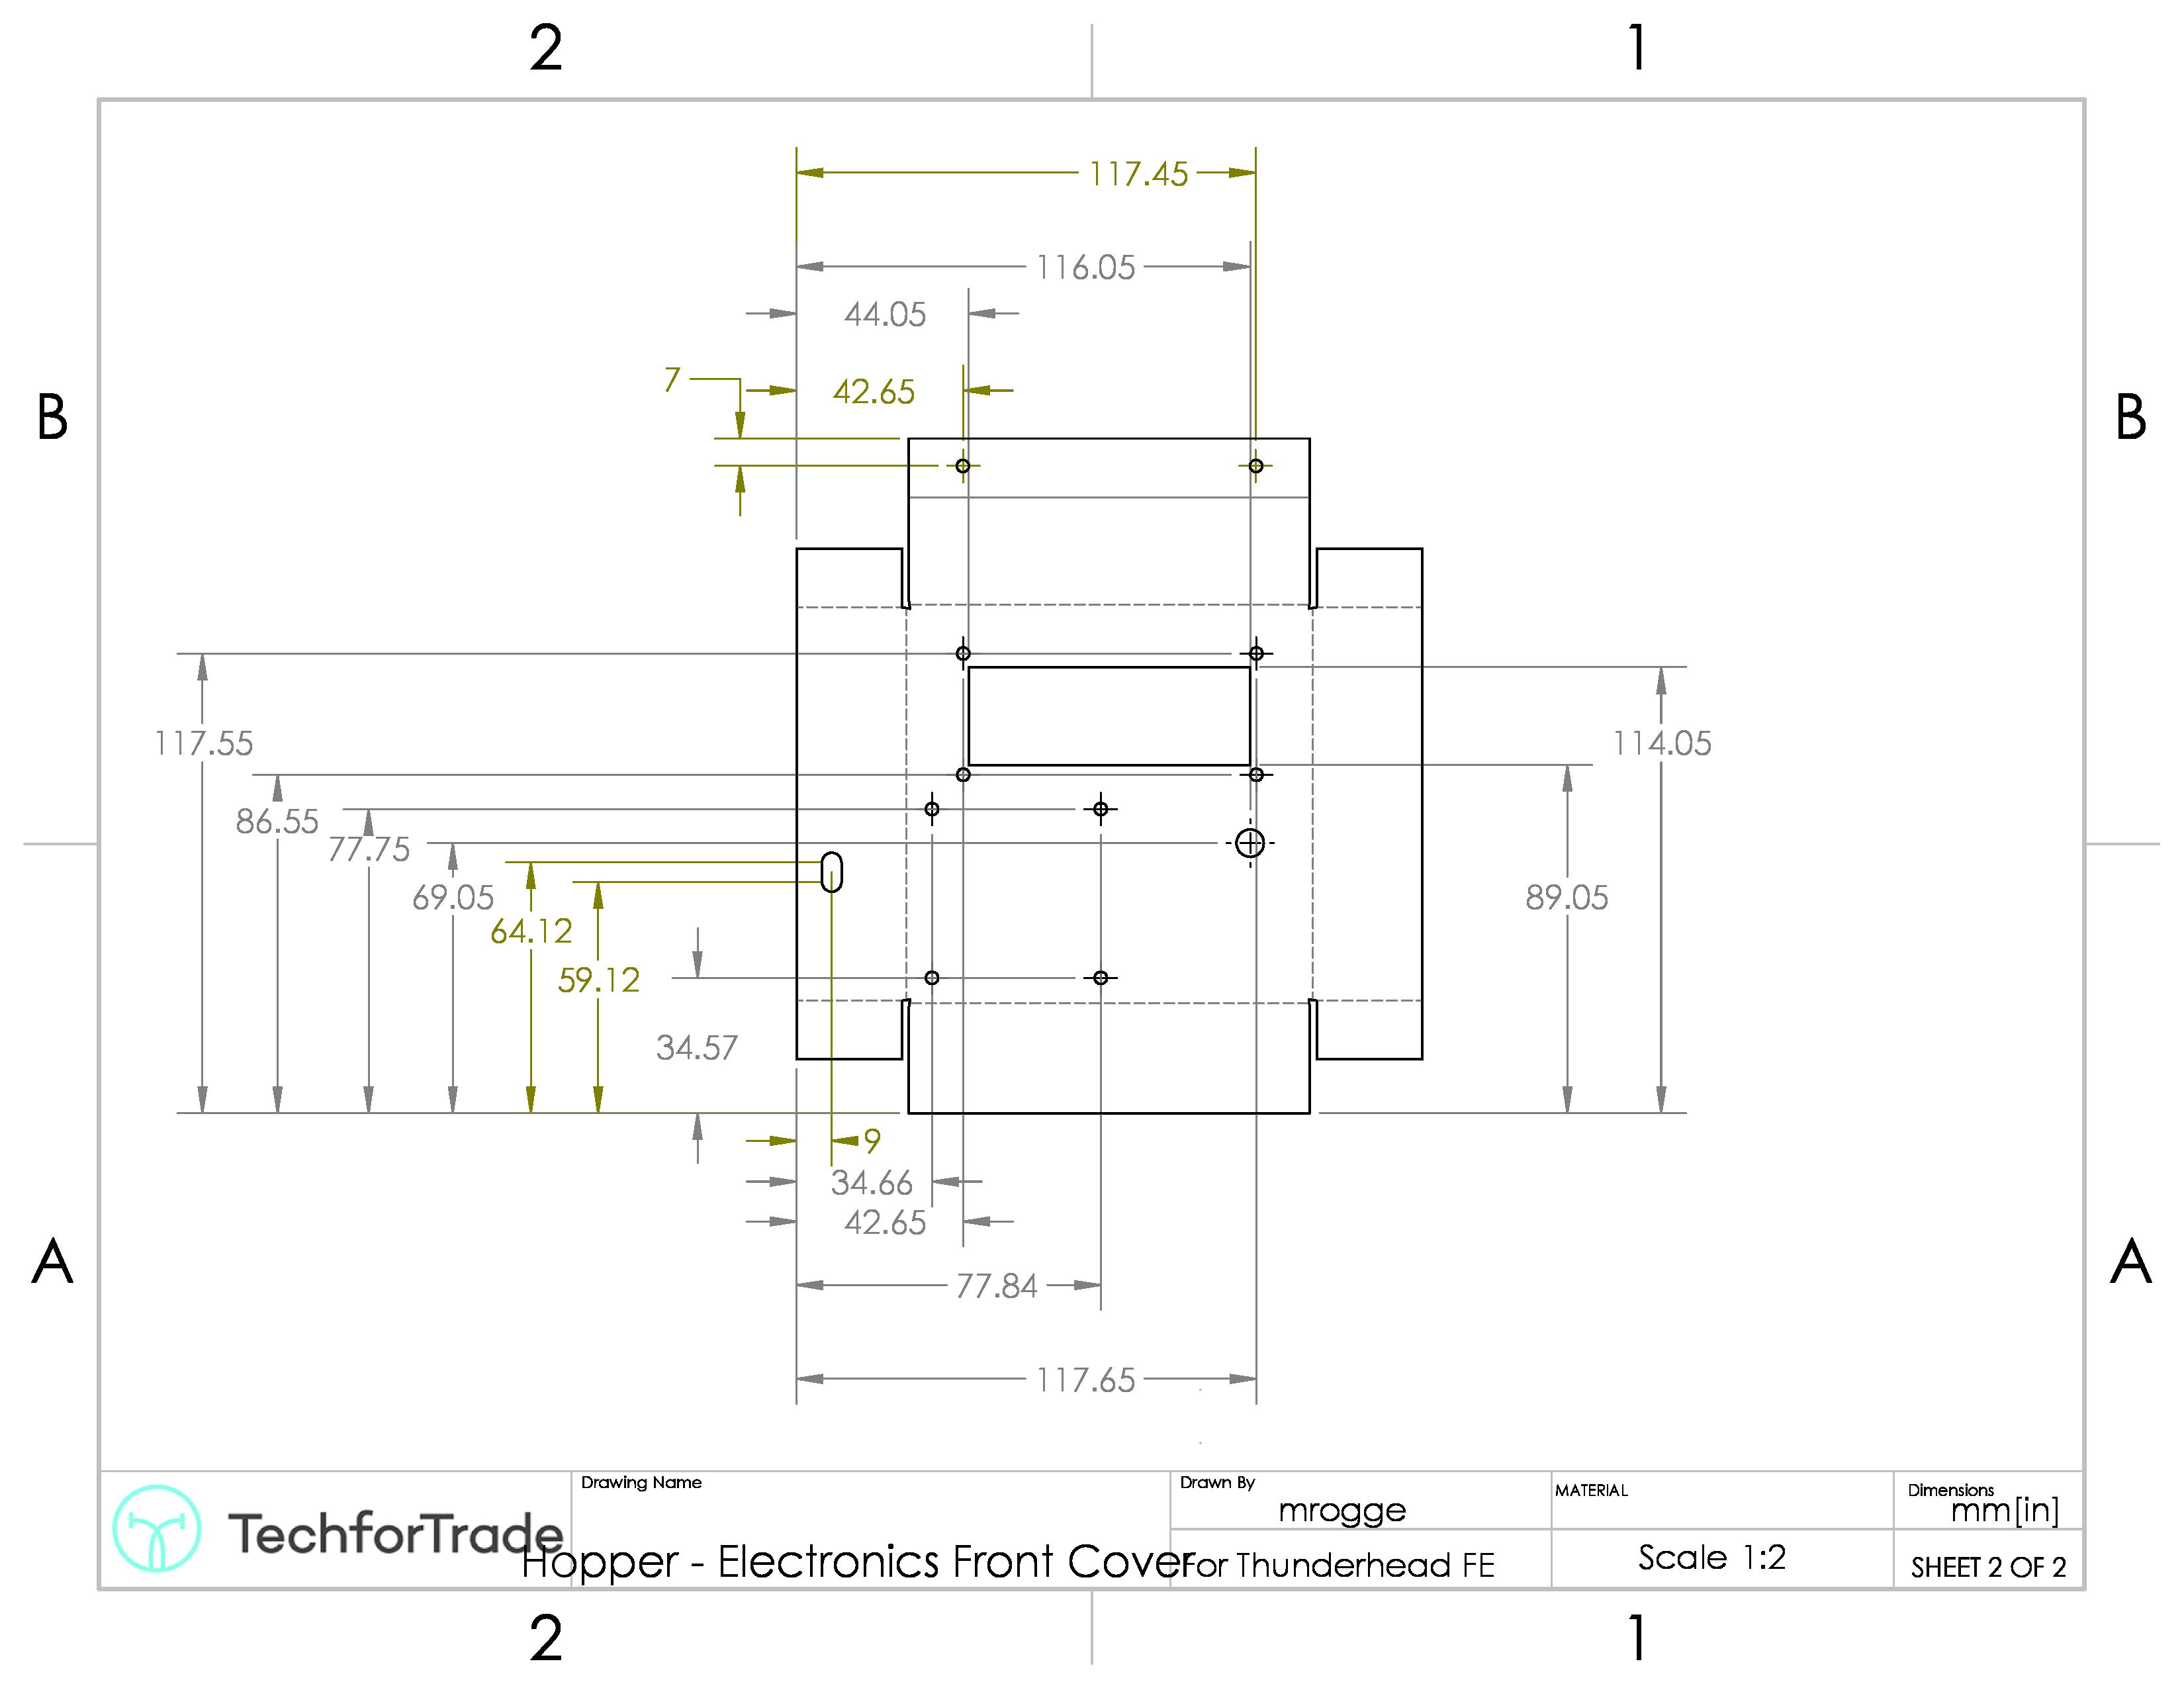 2
1
117.45
116.05
44.05
7
42.65
B
B
117.55
114.05
86.55
77.75
69.05
89.05
64.12
59.12
34.57
9
34.66
42.65
A
A
77.84
117.65
Drawing Name
Drawn By
mrogge
MATERIAL
Dimensions
mm[in]
TechforTrade
Hopper - Electronics Front Cover
For Thunderhead FE
Scale 1:2
SHEET 2 OF 2
2
1